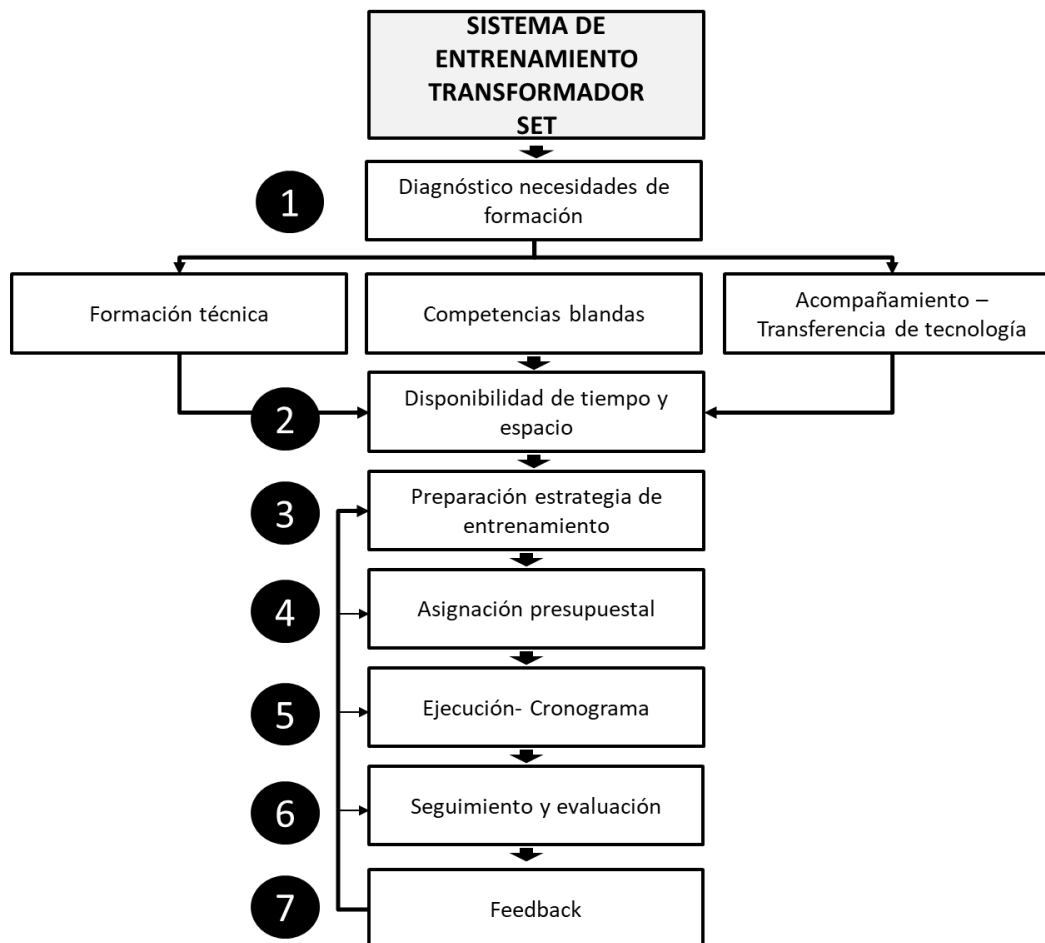 SISTEMA DE
ENTRENAMIENTO
TRANSFORMADOR
SET
1
Diagnóstico necesidades de
formación
Formación técnica
Competencias blandas
Acompañamiento –
Transferencia de tecnología
2
Disponibilidad de tiempo y
espacio
3
Preparación estrategia de
entrenamiento
4
Asignación presupuestal
5
Ejecución- Cronograma
6
Seguimiento y evaluación
7
Feedback